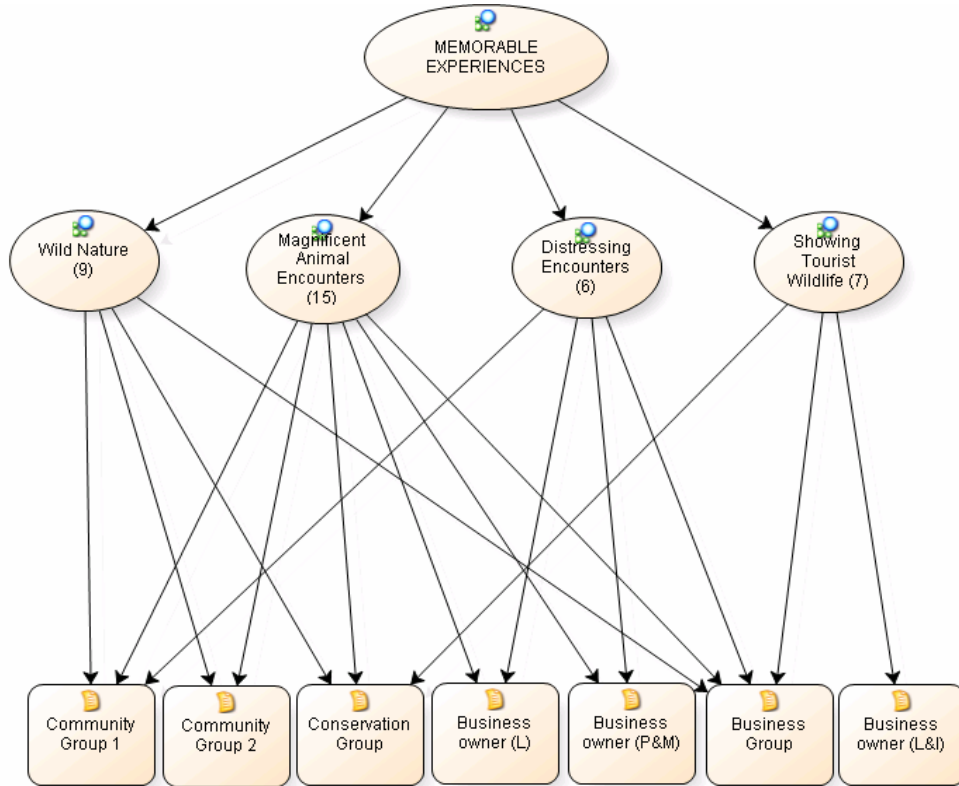 MEMORABLE
EXPERIENCES
Wild Nature
(9)
Magnificent
Animal
Encounters
(15)
Distressing
Encounters
(6)
Showing
Tourist
Wildlife (7)
Community
Group 1
Community
Group 2
Conservation
Group
Business
owner (L)
Business
owner (P&M)
Business
Group
Business
owner (L&I)